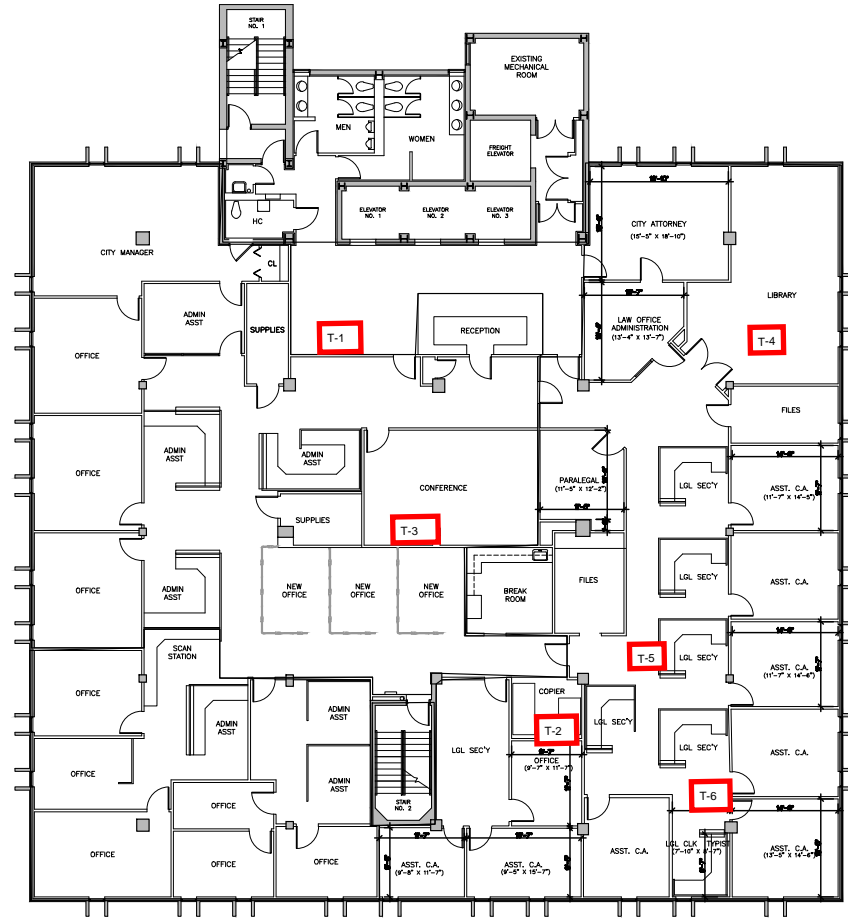 STAIR
NO. 1
EXISTING
MECHANICAL
ROOM
MEN
WOMEN
FREIGHT
ELEVATOR
HC
ELEVATOR
NO. 1
ELEVATOR
NO. 2
ELEVATOR
NO. 3
CITY ATTORNEY
(15'-5" X 18'-10")
CITY MANAGER
CL
ADMIN
ASST
SUPPLIES
T-1
RECEPTION
LAW OFFICE
ADMINISTRATION
(13'-4" X 13'-7")
LIBRARY
T-4
OFFICE
FILES
OFFICE
ADMIN
ASST
ADMIN
ASST
CONFERENCE
PARALEGAL
(11'-5" X 12'-2")
LGL SEC'Y
ASST. C.A.
(11'-7" X 14'-5")
SUPPLIES
T-3
OFFICE
ADMIN
ASST
NEW
OFFICE
NEW
OFFICE
NEW
OFFICE
BREAK
ROOM
FILES
LGL SEC'Y
ASST. C.A.
SCAN
STATION
T-5
LGL SEC'Y
ASST. C.A.
(11'-7" X 14'-6")
OFFICE
ADMIN
ASST
ADMIN
ASST
COPIER
T-2
LGL SEC'Y
LGL SEC'Y
LGL SEC'Y
OFFICE
(9'-7" X 11'-7")
ASST. C.A.
OFFICE
ADMIN
ASST
STAIR
NO. 2
T-6
OFFICE
OFFICE
OFFICE
OFFICE
ASST. C.A.
(9'-8" X 11'-7")
ASST. C.A.
(9'-5" X 15'-7")
ASST. C.A.
LGL CLK TYPIST
ASST. C.A.
(13'-5" X 14'-6")